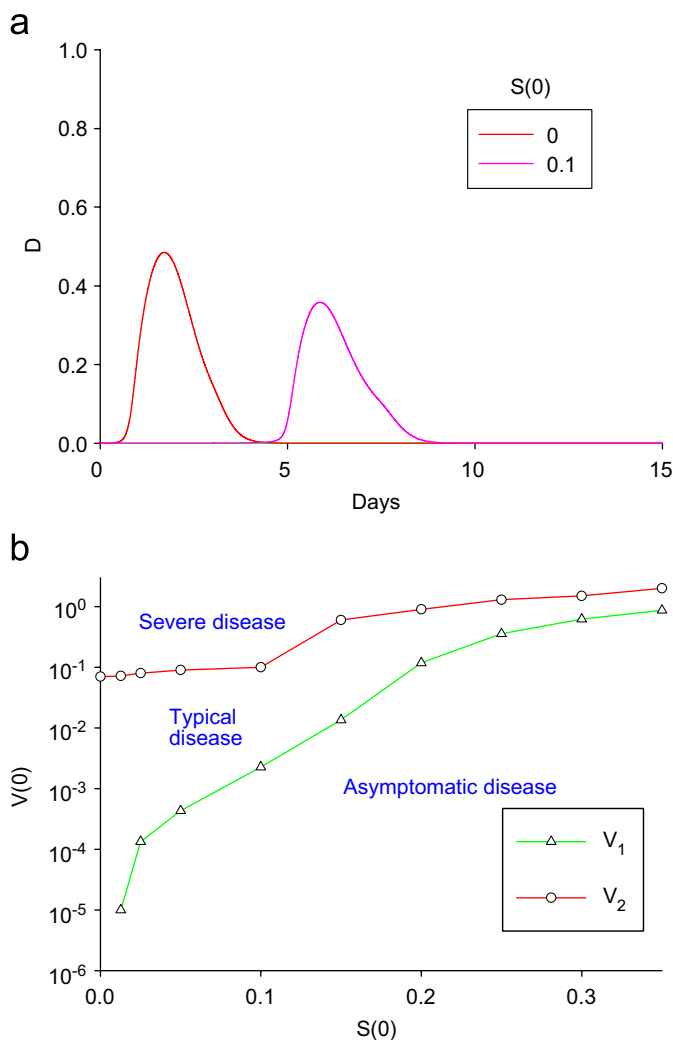 a
1.0
0.8
0.6
0.4
0.2
0.0
D
S(0)
0
0.1
0 5 10 15
Days
b
10⁰
10⁻¹
10⁻²
10⁻³
10⁻⁴
10⁻⁵
10⁻⁶
V(0)
Severe disease
Typical
disease
Asymptomatic disease
V₁
V₂
0.0 0.1 0.2 0.3
S(0)